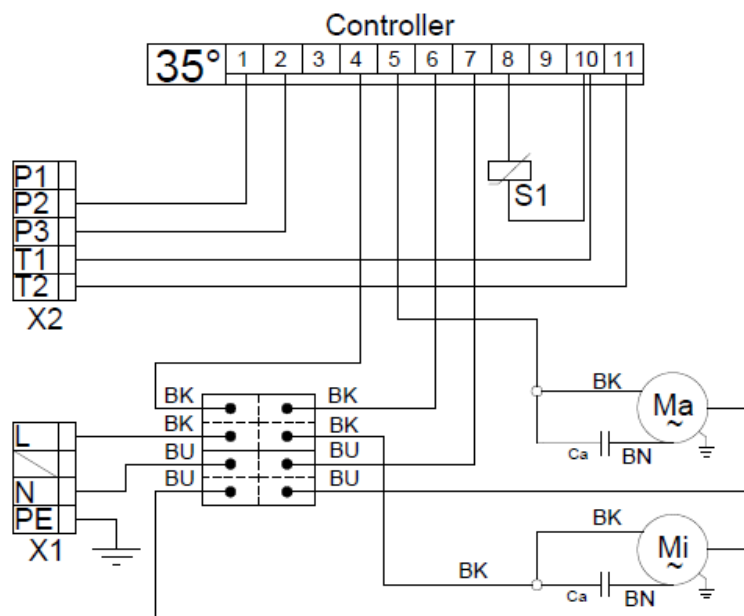 Controller
35° 1 2 3 4 5 6 7 8 9 10 11
P1
P2
P3
T1
T2
X2
S1
BK BK
BK BK
BU BU
BU BU
L
N
PE
X1
BK
Ma
~
Ca BN
BK
BK
Mi
~
Ca BN